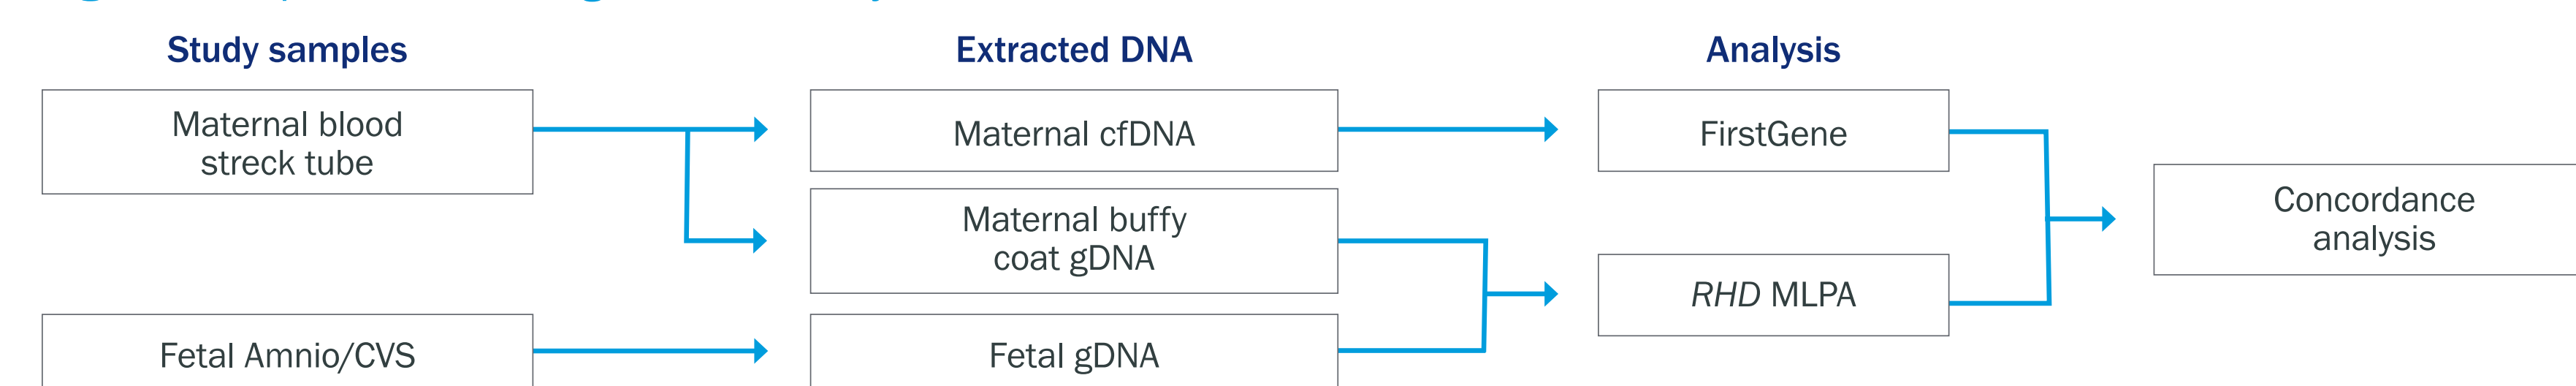 Study samples
Extracted DNA
Analysis
Maternal blood
streck tube
Maternal cfDNA
FirstGene
Maternal buffy
coat gDNA
Concordance
analysis
RHD MLPA
Fetal Amnio/CVS
Fetal gDNA